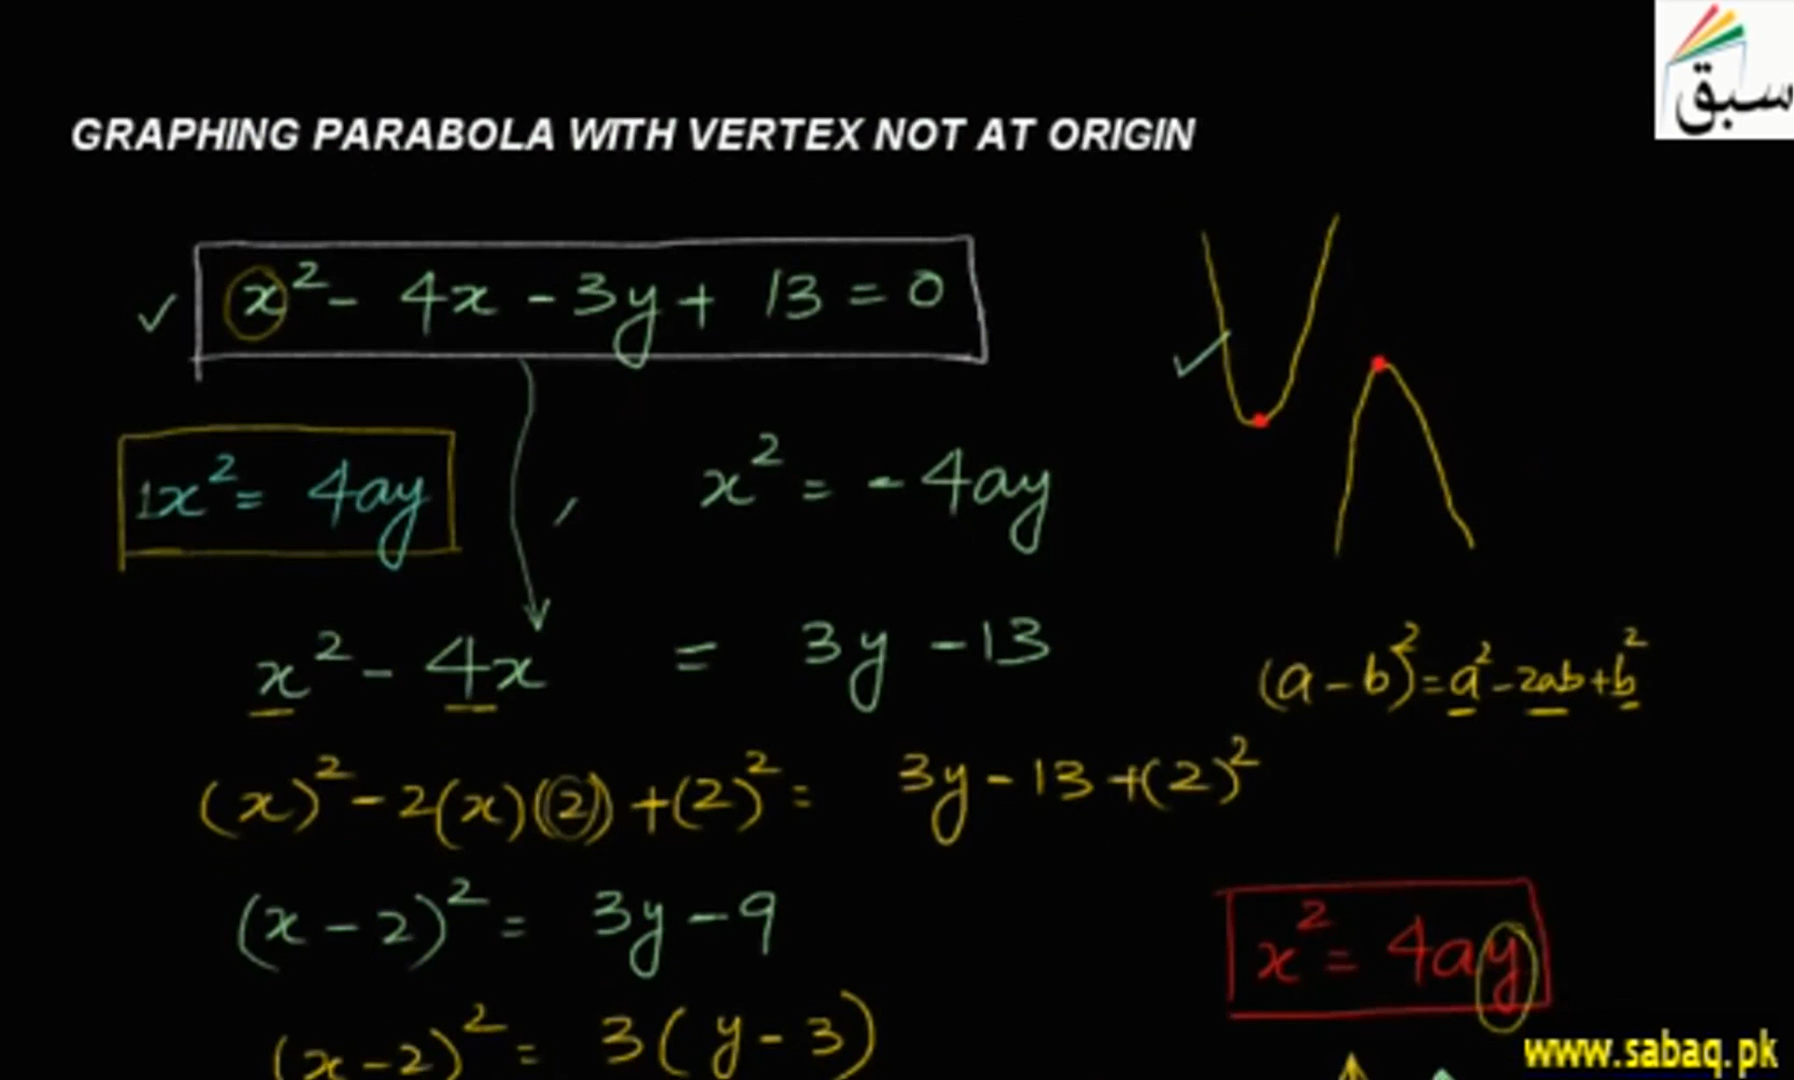 سبق
GRAPHING PARABOLA WITH VERTEX NOT AT ORIGIN
✓ x² - 4x - 3y + 13 = 0
1x² = 4ay , x² = -4ay
✓
x² - 4x = 3y - 13
(a - b)² = a² - 2ab + b²
(x)² - 2(x)(2) + (2)² = 3y - 13 + (2)²
(x - 2)² = 3y - 9
x² = 4ay
(x - 2)² = 3(y - 3)
www.sabaq.pk